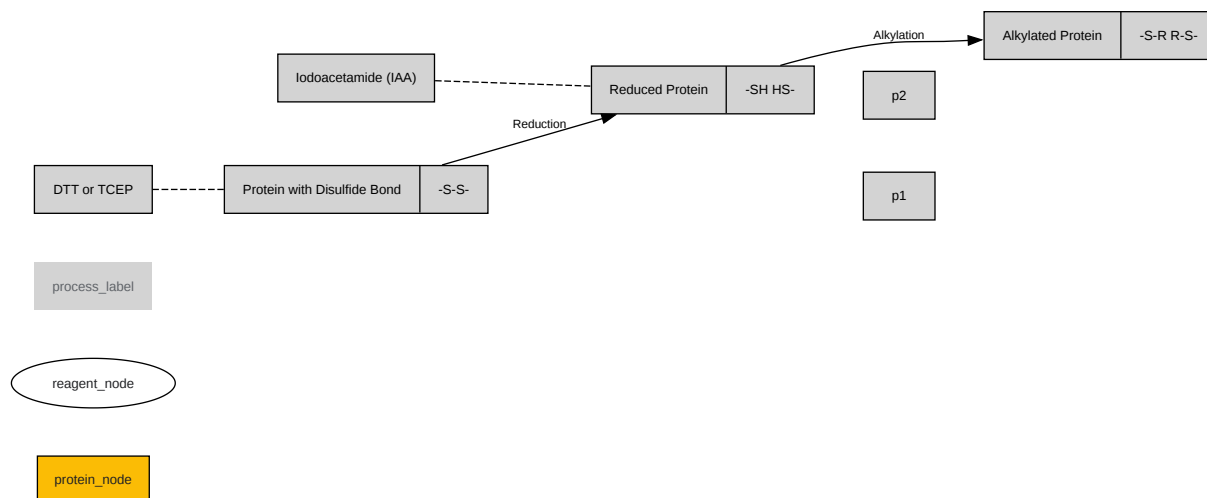 Alkylation
Alkylated Protein
-S-R R-S-
Iodoacetamide (IAA)
Reduced Protein
-SH HS-
p2
Reduction
DTT or TCEP
Protein with Disulfide Bond
-S-S-
p1
process_label
reagent_node
protein_node